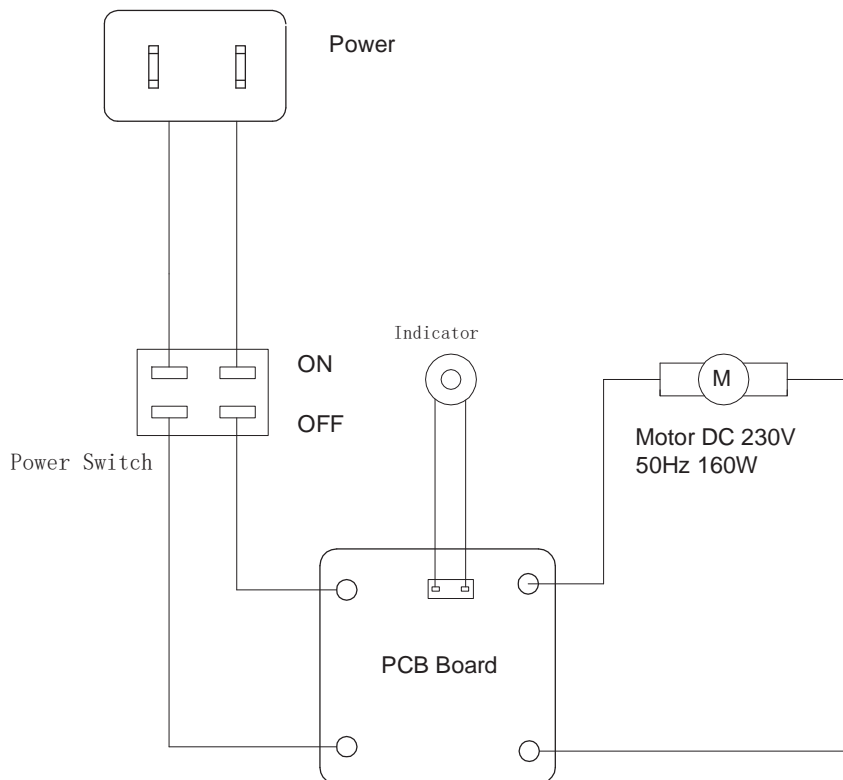 Power
Indicator
ON
OFF
Power Switch
M
Motor DC 230V
50Hz 160W
PCB Board